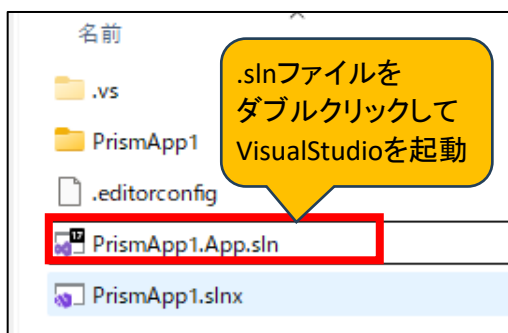 名前
.vs
.slnファイルを
ダブルクリックして
VisualStudioを起動
PrismApp1
.editorconfig
17
PrismApp1.App.sln
PrismApp1.slnx